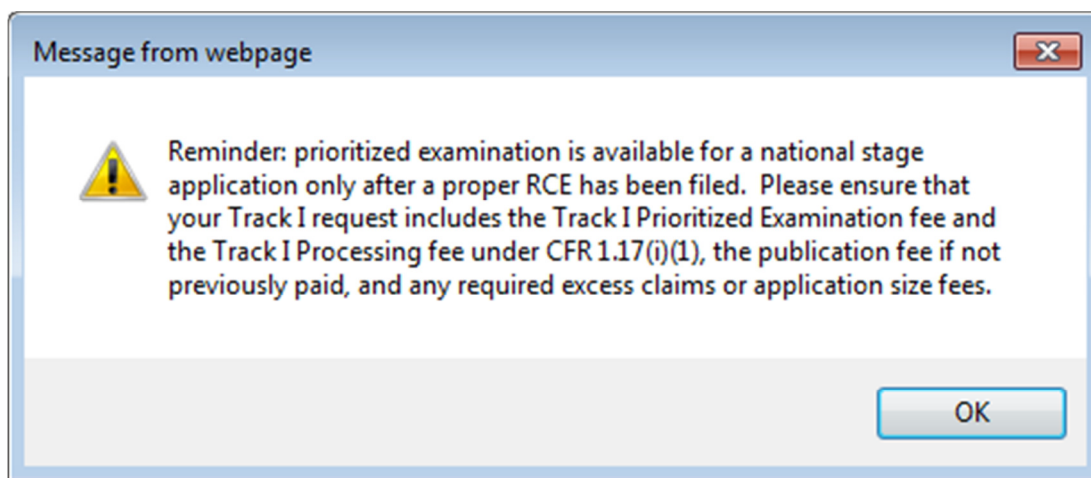 Message from webpage
Reminder: prioritized examination is available for a national stage
application only after a proper RCE has been filed.  Please ensure that
your Track I request includes the Track I Prioritized Examination fee and
the Track I Processing fee under CFR 1.17(i)(1), the publication fee if not
previously paid, and any required excess claims or application size fees.
OK